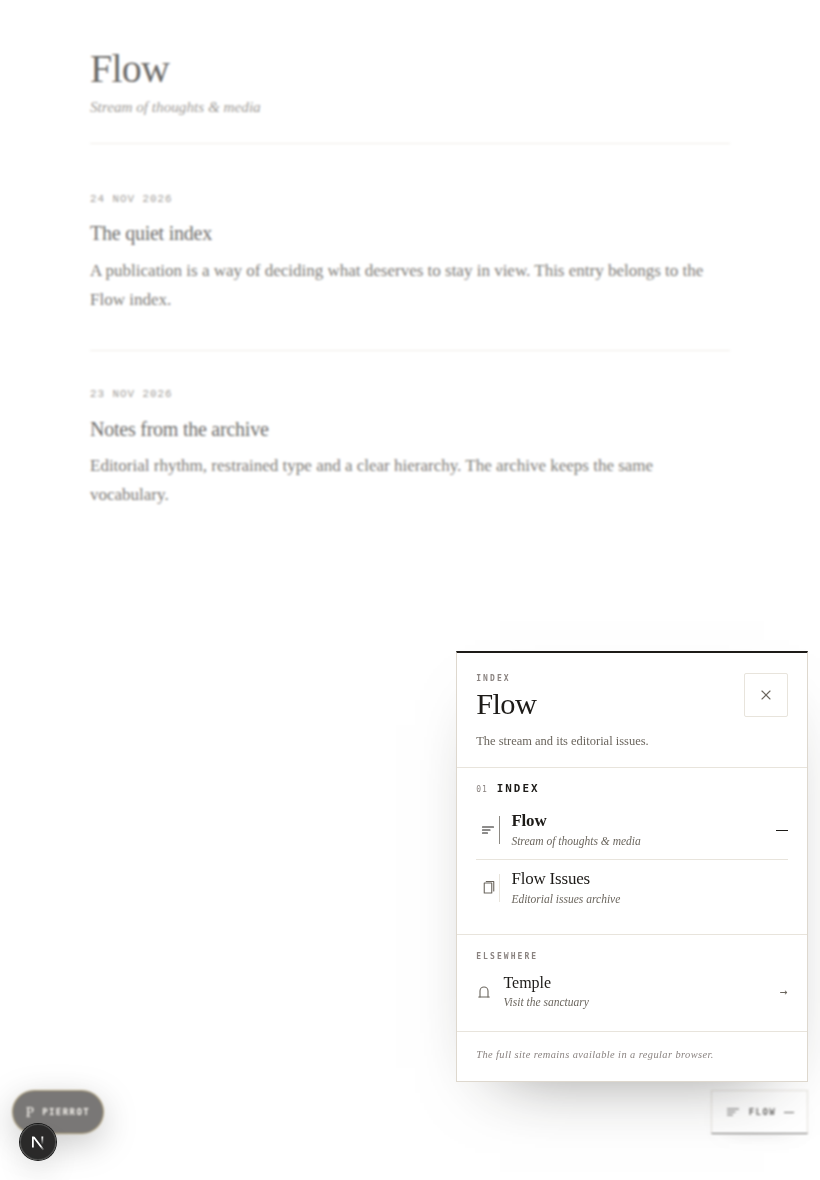 Flow
Stream of thoughts & media
24 NOV 2026
The quiet index
A publication is a way of deciding what deserves to stay in view. This entry belongs to the
Flow index.
23 NOV 2026
Notes from the archive
Editorial rhythm, restrained type and a clear hierarchy. The archive keeps the same
vocabulary.
INDEX
Flow
The stream and its editorial issues.
01 INDEX
Flow
Stream of thoughts & media
Flow Issues
Editorial issues archive
ELSEWHERE
Temple
Visit the sanctuary
→
The full site remains available in a regular browser.
P PIERROT
N
FLOW —